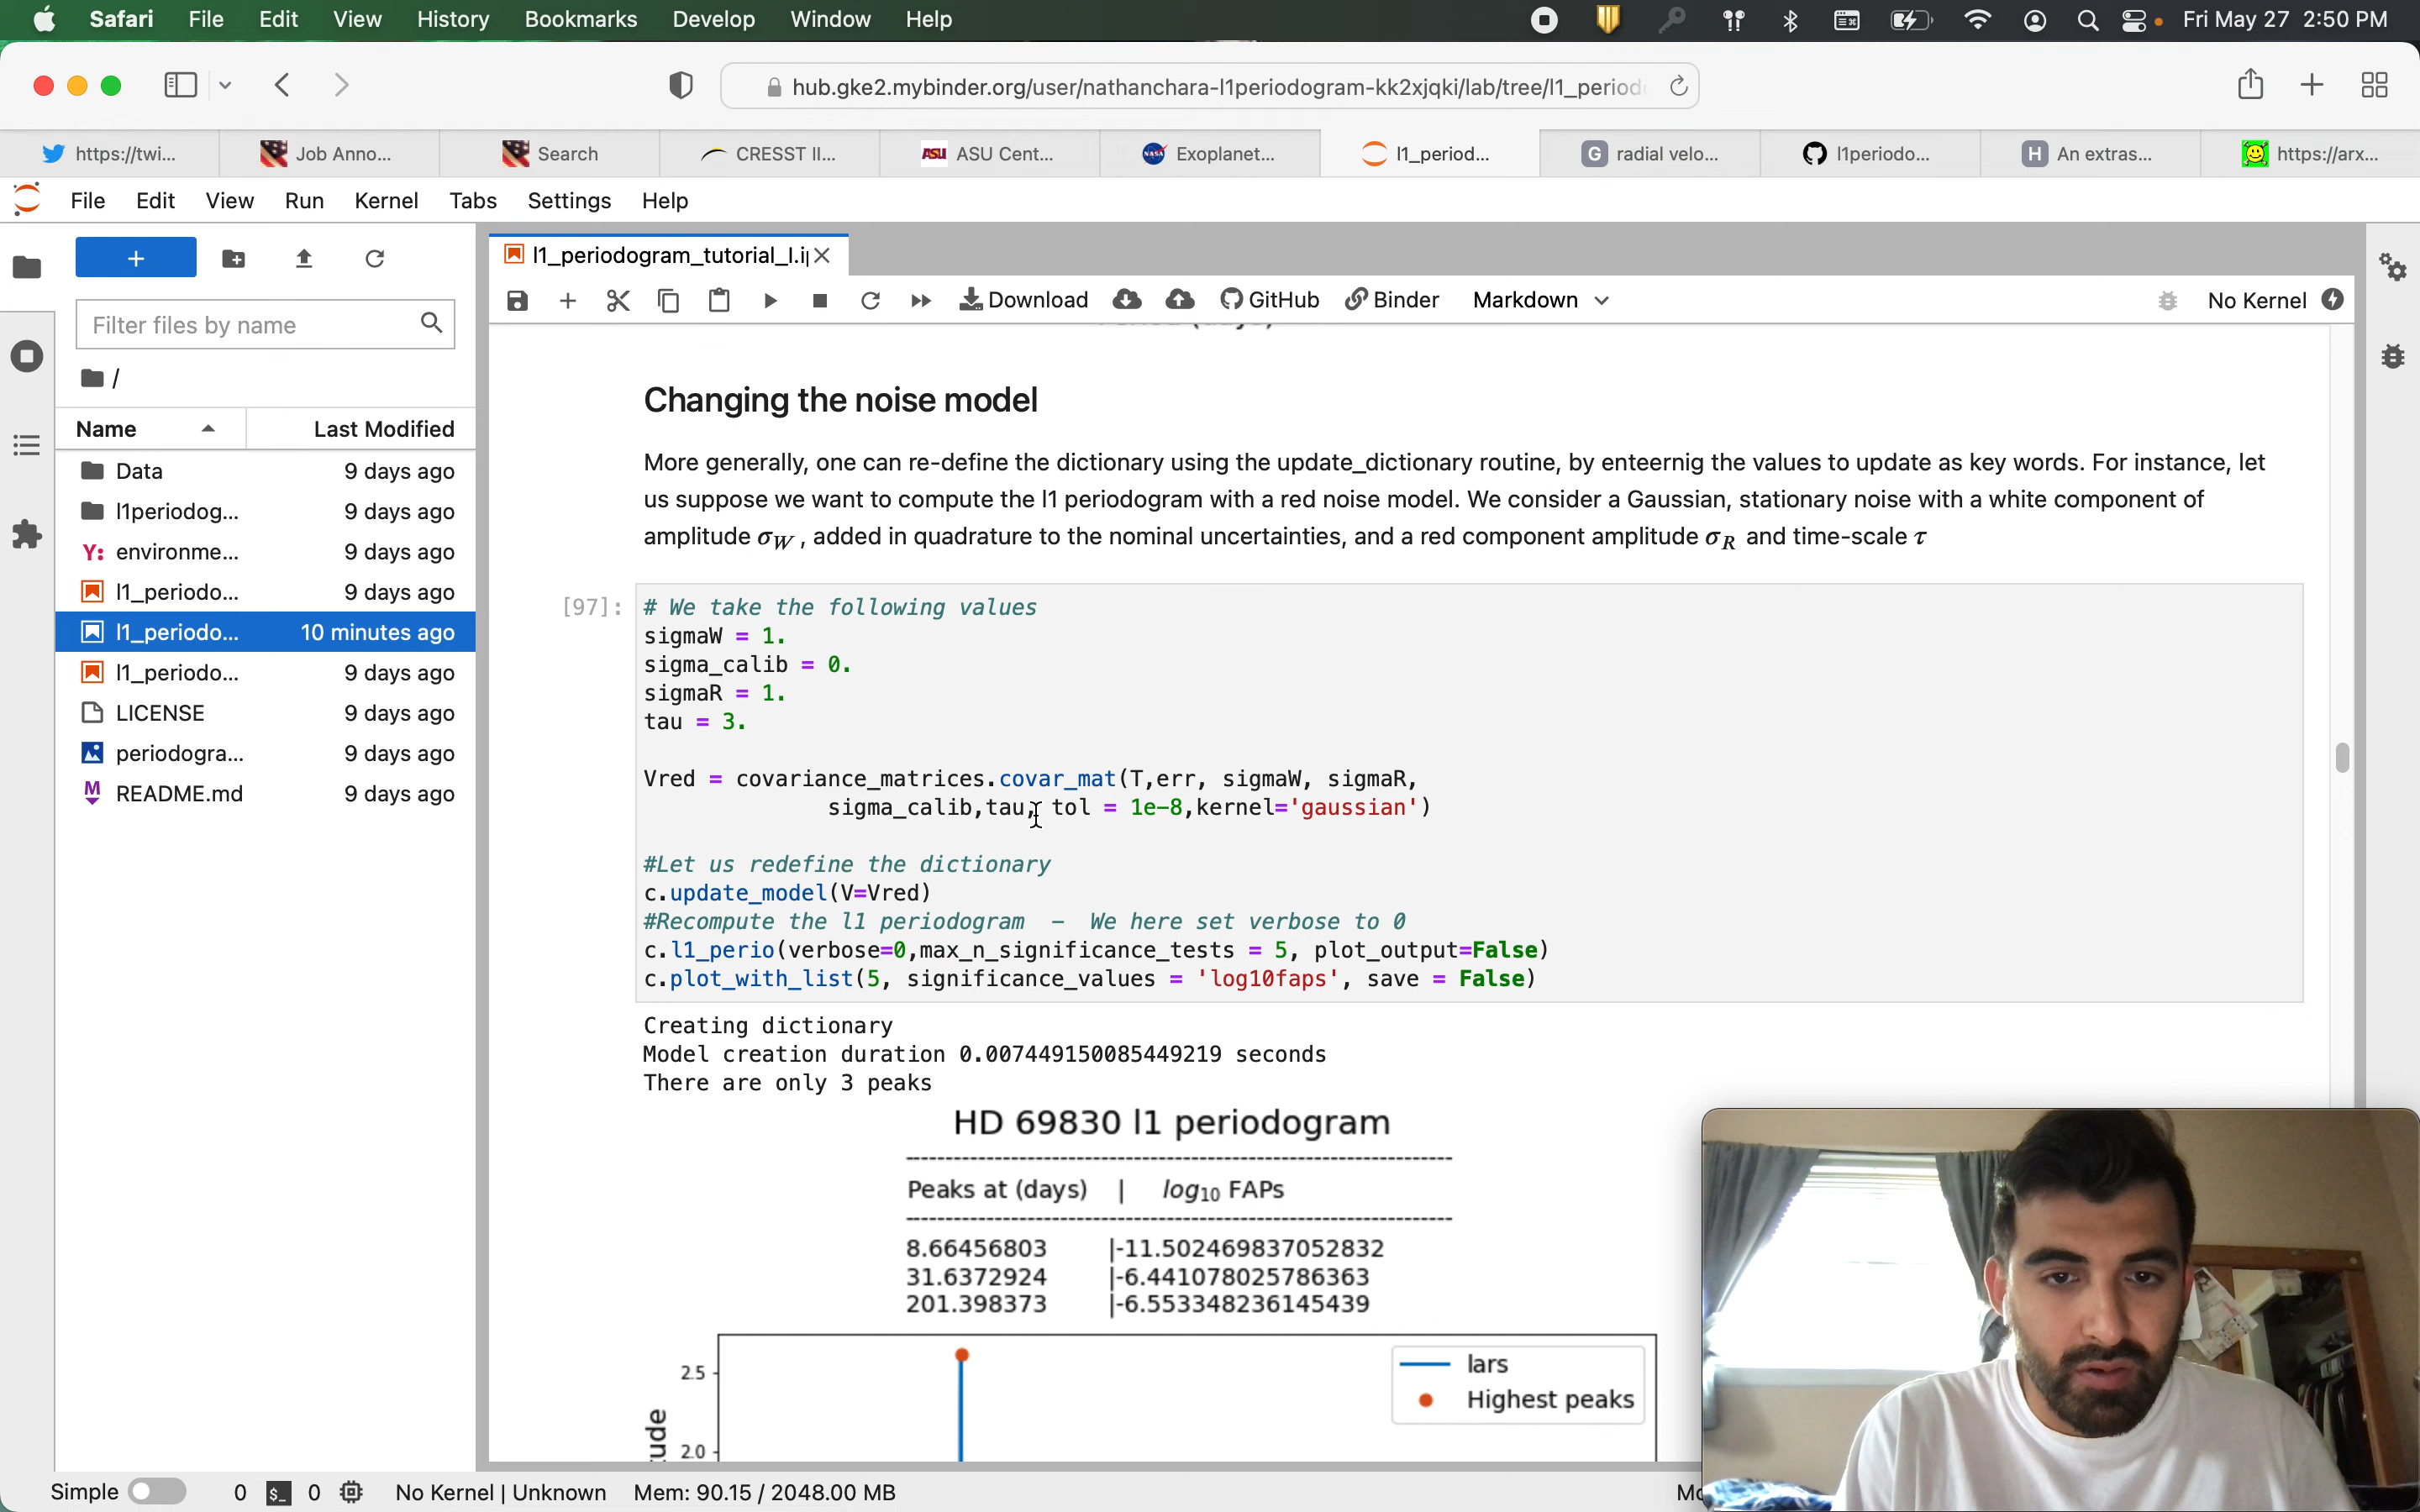 Safari File Edit View History Bookmarks Develop Window Help Fri May 27 2:50 PM
hub.gke2.mybinder.org/user/nathanchara-l1periodogram-kk2xjqki/lab/tree/l1_period
https://twi... Job Anno... Search CRESST II... ASU Cent... Exoplanet... l1_period... radial velo... l1periodo... An extras... https://arx...
File Edit View Run Kernel Tabs Settings Help
l1_periodogram_tutorial_I.i
Download GitHub Binder Markdown No Kernel
Filter files by name
/
Name Last Modified
Data 9 days ago
l1periodog... 9 days ago
Y: environme... 9 days ago
l1_periodo... 9 days ago
l1_periodo... 10 minutes ago
l1_periodo... 9 days ago
LICENSE 9 days ago
periodogra... 9 days ago
README.md 9 days ago
Changing the noise model
More generally, one can re-define the dictionary using the update_dictionary routine, by enteernig the values to update as key words. For instance, let
us suppose we want to compute the l1 periodogram with a red noise model. We consider a Gaussian, stationary noise with a white component of
amplitude σW , added in quadrature to the nominal uncertainties, and a red component amplitude σR and time-scale τ
[97]: # We take the following values
sigmaW = 1.
sigma_calib = 0.
sigmaR = 1.
tau = 3.
Vred = covariance_matrices.covar_mat(T,err, sigmaW, sigmaR,
sigma_calib,tau, tol = 1e-8,kernel='gaussian')
#Let us redefine the dictionary
c.update_model(V=Vred)
#Recompute the l1 periodogram - We here set verbose to 0
c.l1_perio(verbose=0,max_n_significance_tests = 5, plot_output=False)
c.plot_with_list(5, significance_values = 'log10faps', save = False)
Creating dictionary
Model creation duration 0.007449150085449219 seconds
There are only 3 peaks
HD 69830 l1 periodogram
Peaks at (days) | log10 FAPs
8.66456803 |-11.502469837052832
31.6372924 |-6.441078025786363
201.398373 |-6.553348236145439
2.5
2.0
lars
Highest peaks
Simple 0 $_ 0 No Kernel | Unknown Mem: 90.15 / 2048.00 MB